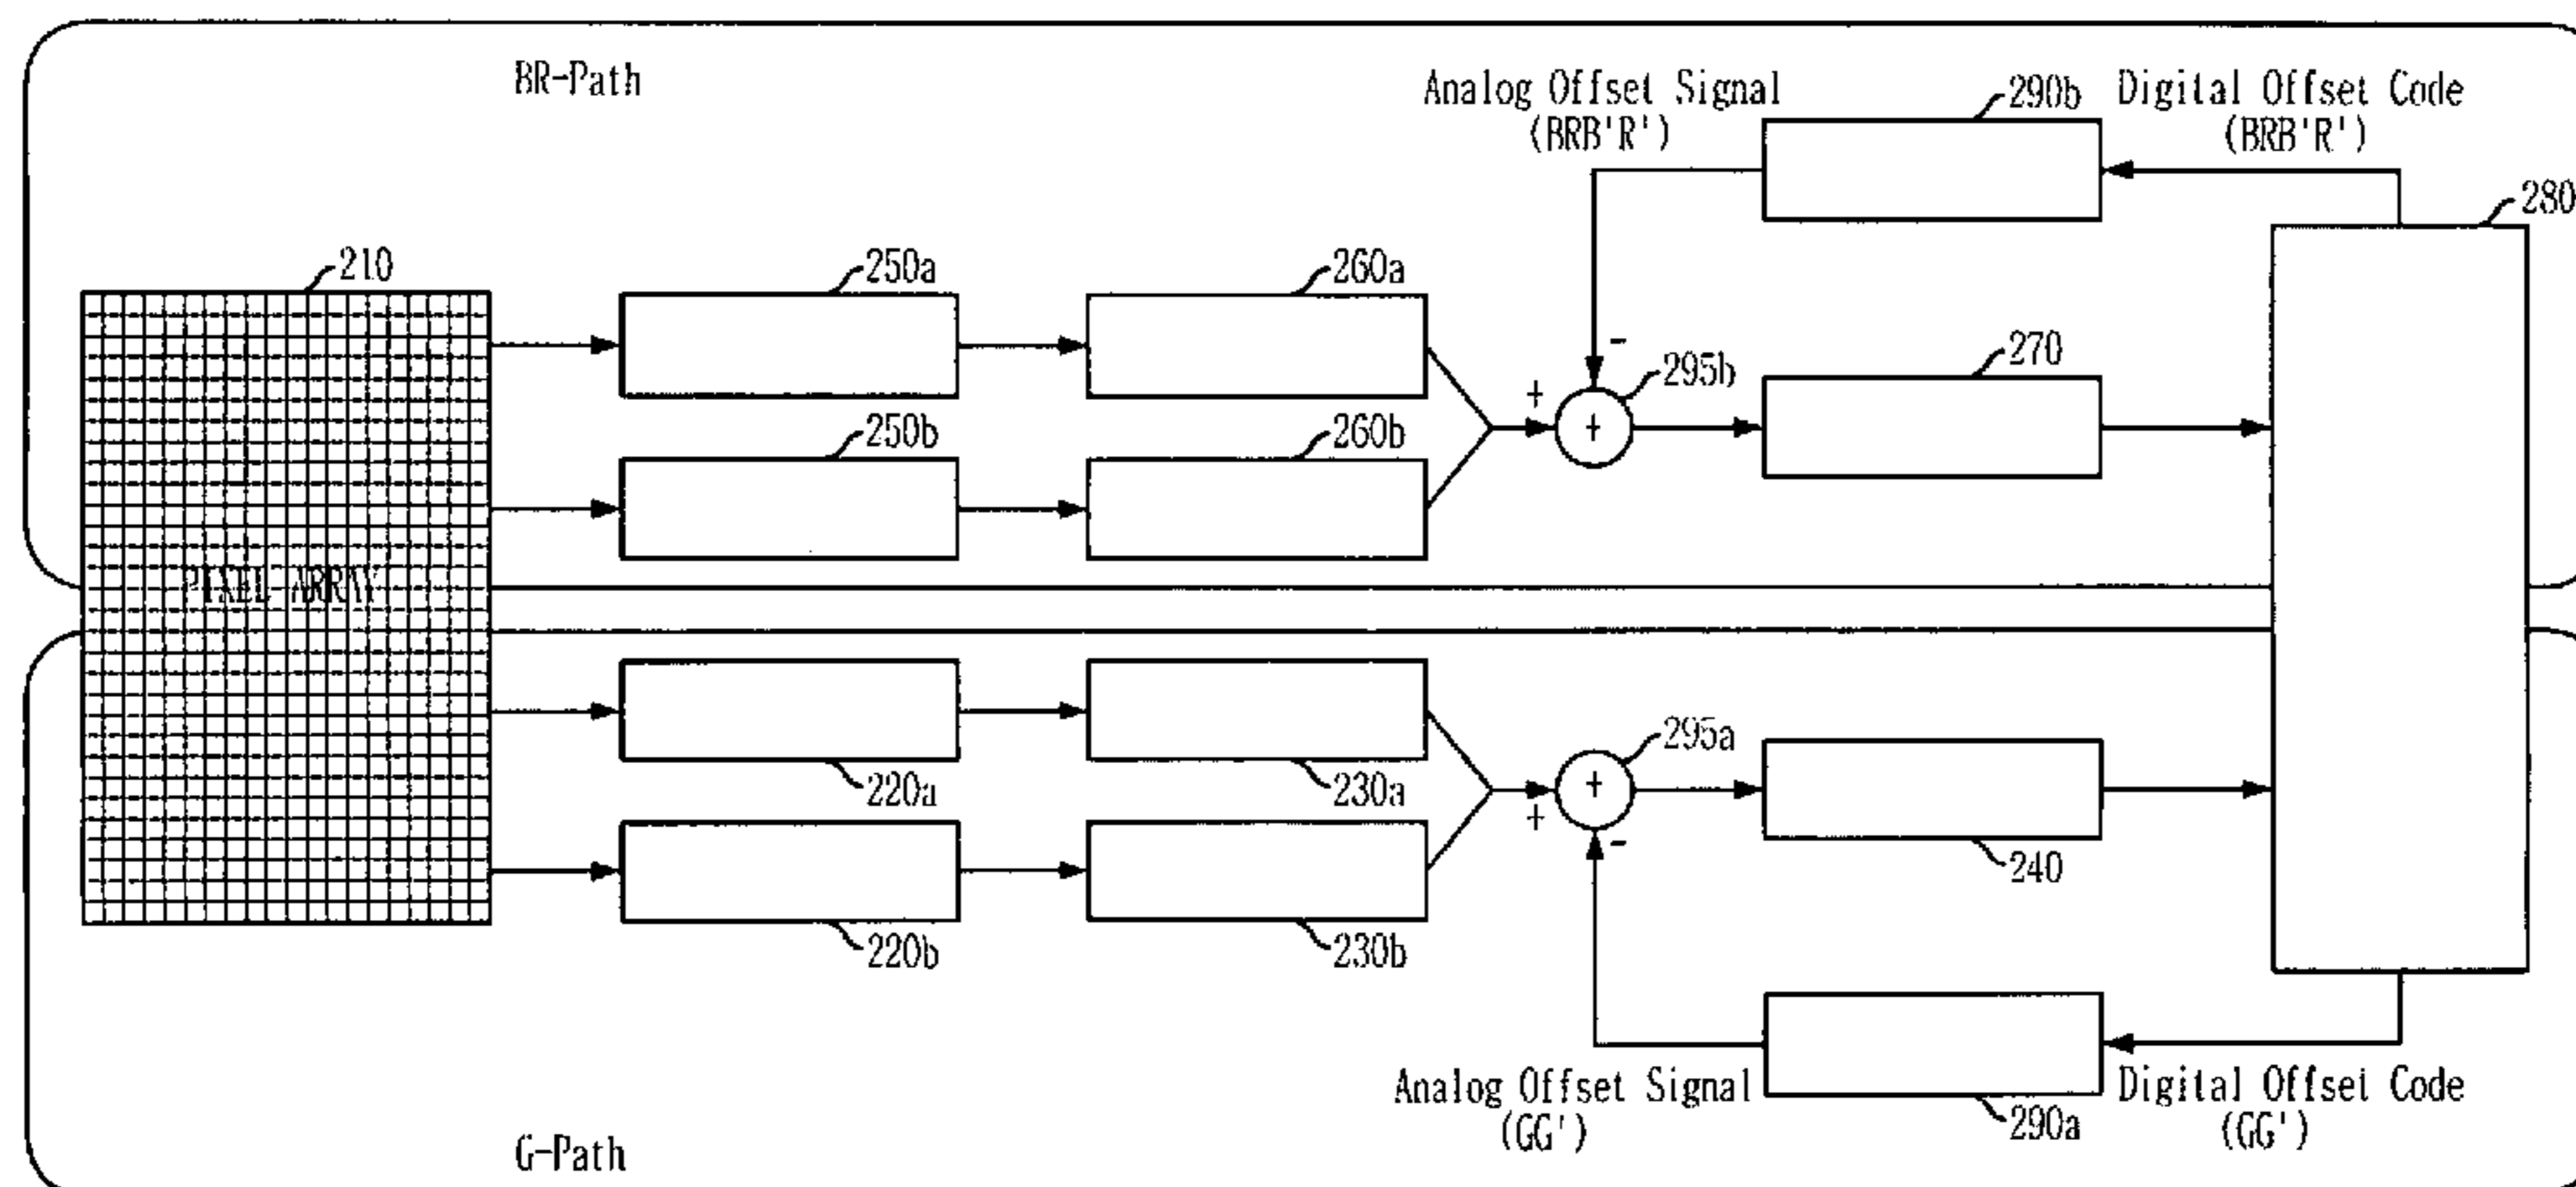 BR-Path
Analog Offset Signal
(BRB'R')
290b
Digital Offset Code
(BRB'R')
280
210
250a
260a
-
295b
270
+
+
250b
260b
PIXEL ARRAY
295a
+
220a
230a
+
-
240
220b
230b
Analog Offset Signal
(GG')
290a
Digital Offset Code
(GG')
G-Path